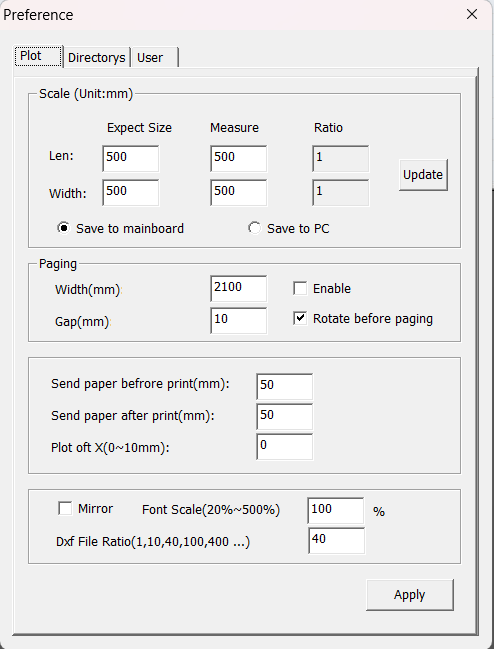 Preference
Plot Directorys User
Scale (Unit:mm)
Expect Size Measure Ratio
Len: 500 500 1
Update
Width: 500 500 1
Save to mainboard Save to PC
Paging
Width(mm) 2100 Enable
Gap(mm) 10 Rotate before paging
Send paper befrore print(mm): 50
Send paper after print(mm): 50
Plot oft X(0~10mm): 0
Mirror Font Scale(20%~500%) 100 %
Dxf File Ratio(1,10,40,100,400 ...) 40
Apply